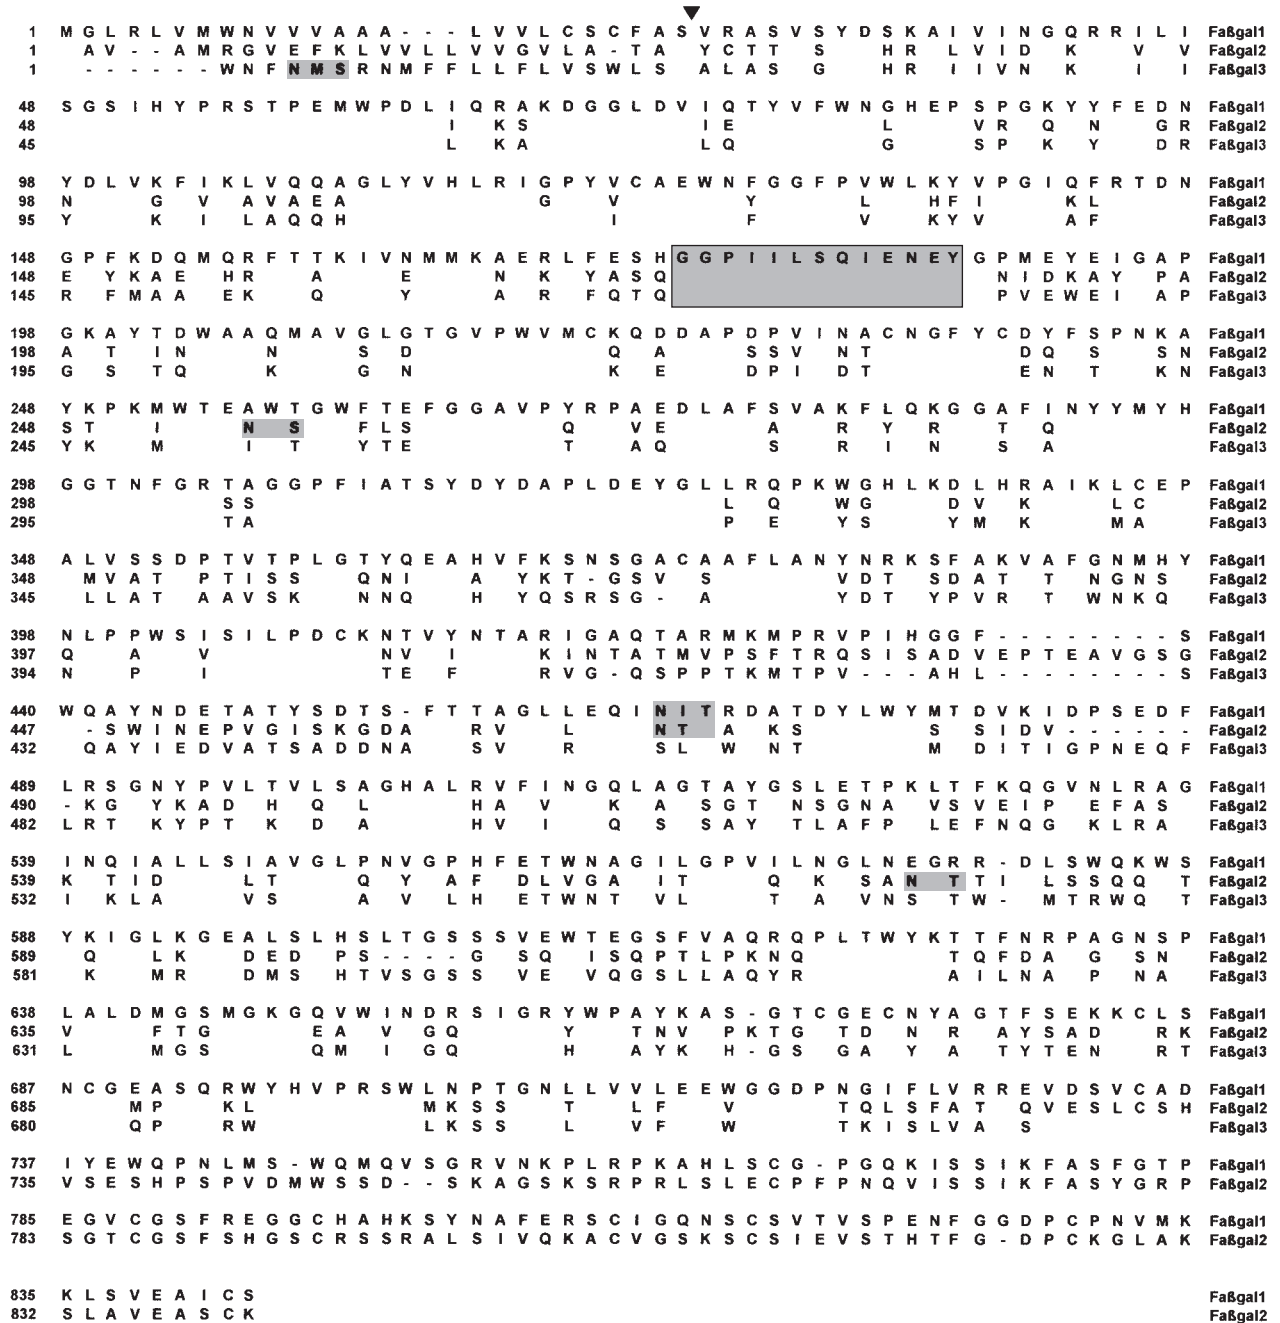 ▼
1 M G L R L V M W N V V V A A A - - - L V V L C S C F A S V R A S V S Y D S K A I V I N G Q R R I L I Faßgal1
1 A V - A M R G V E F K L V V L L V V G V L A - T A Y C T T S H R L V I D K V V Faßgal2
1 - - - - - - W N F N M S R N M F F L L F L V S W L S A L A S G H R I I V N K I I Faßgal3
48 S G S I H Y P R S T P E M W P D L I Q R A K D G G L D V I Q T Y V F W N G H E P S P G K Y Y F E D N Faßgal1
48 I K S I E L V R Q N G R Faßgal2
45 L K A L Q G S P K Y D R Faßgal3
98 Y D L V K F I K L V Q Q A G L Y V H L R I G P Y V C A E W N F G G F P V W L K Y V P G I Q F R T D N Faßgal1
98 N G V A V A E A G V Y L H F I K L Faßgal2
95 Y K I L A Q Q H I F V K Y V A F Faßgal3
148 G P F K D Q M Q R F T T K I V N M M K A E R L F E S H G G P I I L S Q I E N E Y G P M E Y E I G A P Faßgal1
148 E Y K A E H R A E N K Y A S Q N I D K A Y P A Faßgal2
145 R F M A A E K Q Y A R F Q T Q P V E W E I A P Faßgal3
198 G K A Y T D W A A Q M A V G L G T G V P W V M C K Q D D A P D P V I N A C N G F Y C D Y F S P N K A Faßgal1
198 A T I N N S D Q A S S V N T D Q S S N Faßgal2
195 G S T Q K G N K E D P I D T E N T K N Faßgal3
248 Y K P K M W T E A W T G W F T E F G G A V P Y R P A E D L A F S V A K F L Q K G G A F I N Y Y M Y H Faßgal1
248 S T I N S F L S Q V E A R Y R T Q Faßgal2
245 Y K M I T Y T E T A Q S R I N S A Faßgal3
298 G G T N F G R T A G G P F I A T S Y D Y D A P L D E Y G L L R Q P K W G H L K D L H R A I K L C E P Faßgal1
298 S S L Q W G D V K L C Faßgal2
295 T A P E Y S Y M K M A Faßgal3
348 A L V S S D P T V T P L G T Y Q E A H V F K S N S G A C A A F L A N Y N R K S F A K V A F G N M H Y Faßgal1
348 M V A T P T I S S Q N I A Y K T - G S V S V D T S D A T T N G N S Faßgal2
345 L L A T A A V S K N N Q H Y Q S R S G - A Y D T Y P V R T W N K Q Faßgal3
398 N L P P W S I S I L P D C K N T V Y N T A R I G A Q T A R M K M P R V P I H G G F - - - - - - - - S Faßgal1
397 Q A V N V I K I N T A T M V P S F T R Q S I S A D V E P T E A V G S G Faßgal2
394 N P I T E F R V G - Q S P P T K M T P V - - - A H L - - - - - - - - S Faßgal3
440 W Q A Y N D E T A T Y S D T S - F T T A G L L E Q I N I T R D A T D Y L W Y M T D V K I D P S E D F Faßgal1
447 - S W I N E P V G I S K G D A R V L N T A K S S S I D V - - - - - - Faßgal2
432 Q A Y I E D V A T S A D D N A S V R S L W N T M D I T I G P N E Q F Faßgal3
489 L R S G N Y P V L T V L S A G H A L R V F I N G Q L A G T A Y G S L E T P K L T F K Q G V N L R A G Faßgal1
490 - K G Y K A D H Q L H A V K A S G T N S G N A V S V E I P E F A S Faßgal2
482 L R T K Y P T K D A H V I Q S S A Y T L A F P L E F N Q G K L R A Faßgal3
539 I N Q I A L L S I A V G L P N V G P H F E T W N A G I L G P V I L N G L N E G R R - D L S W Q K W S Faßgal1
539 K T I D L T Q Y A F D L V G A I T Q K S A N T T I L S S Q Q T Faßgal2
532 I K L A V S A V L H E T W N T V L T A V N S T W - M T R W Q T Faßgal3
588 Y K I G L K G E A L S L H S L T G S S S V E W T E G S F V A Q R Q P L T W Y K T T F N R P A G N S P Faßgal1
589 Q L K D E D P S - - - - G S Q I S Q P T L P K N Q T Q F D A G S N Faßgal2
581 K M R D M S H T V S G S S V E V Q G S L L A Q Y R A I L N A P N A Faßgal3
638 L A L D M G S M G K G Q V W I N D R S I G R Y W P A Y K A S - G T C G E C N Y A G T F S E K K C L S Faßgal1
635 V F T G E A V G Q Y T N V P K T G T D N R A Y S A D R K Faßgal2
631 L M G S Q M I G Q H A Y K H - G S G A Y A T Y T E N R T Faßgal3
687 N C G E A S Q R W Y H V P R S W L N P T G N L L V V L E E W G G D P N G I F L V R R E V D S V C A D Faßgal1
685 M P K L M K S S T L F V T Q L S F A T Q V E S L C S H Faßgal2
680 Q P R W L K S S L V F W T K I S L V A S Faßgal3
737 I Y E W Q P N L M S - W Q M Q V S G R V N K P L R P K A H L S C G - P G Q K I S S I K F A S F G T P Faßgal1
735 V S E S H P S P V D M W S S D - - S K A G S K S R P R L S L E C P F P N Q V I S S I K F A S Y G R P Faßgal2
785 E G V C G S F R E G G C H A H K S Y N A F E R S C I G Q N S C S V T V S P E N F G G D P C P N V M K Faßgal1
783 S G T C G S F S H G S C R S S R A L S I V Q K A C V G S K S C S I E V S T H T F G - D P C K G L A K Faßgal2
835 K L S V E A I C S Faßgal1
832 S L A V E A S C K Faßgal2